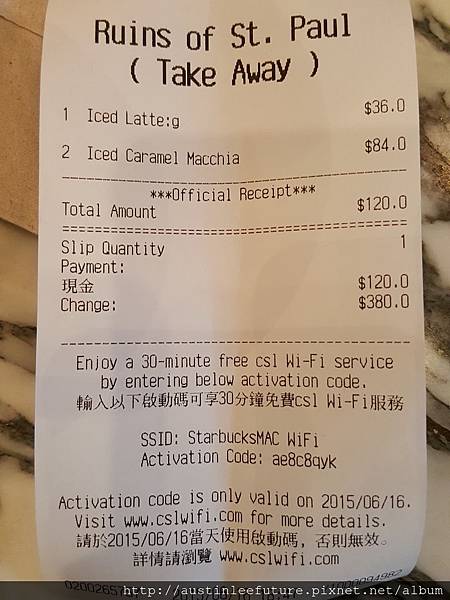 Ruins of St. Paul
( Take Away )
1 Iced Latte:g $36.0
2 Iced Caramel Macchia $84.0
***Official Receipt***
Total Amount $120.0
Slip Quantity 1
Payment:
現金 $120.0
Change: $380.0
Enjoy a 30-minute free csl Wi-Fi service
by entering below activation code.
輸入以下啟動碼可享30分鐘免費csl Wi-Fi服務
SSID: StarbucksMAC WiFi
Activation Code: ae8c8qyk
Activation code is only valid on 2015/06/16.
Visit www.cslwifi.com for more details.
請於2015/06/16當天使用啟動碼, 否則無效。
詳情請瀏覽 www.cslwifi.com
http://austinleefuture.pixnet.net/album